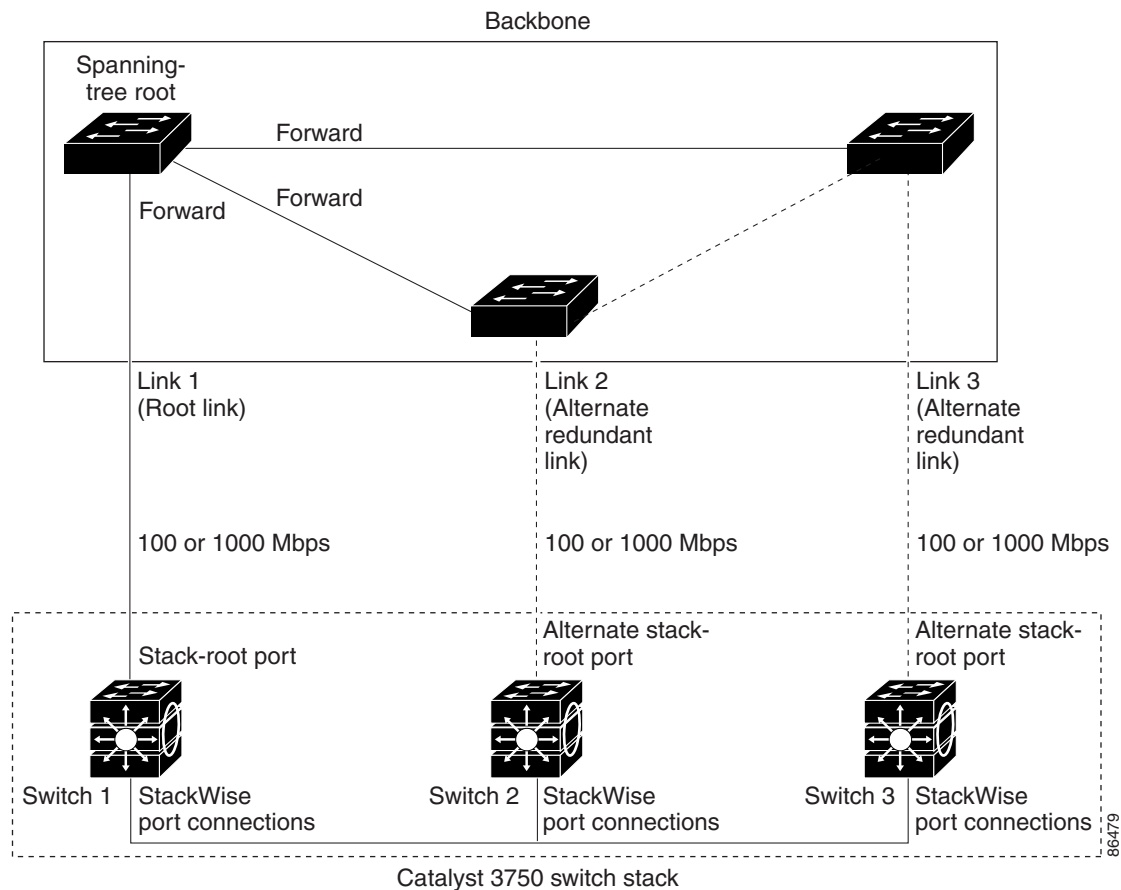 Backbone
Spanning-
tree root
Forward
Forward
Forward
Link 1
(Root link)
Link 2
(Alternate
redundant
link)
Link 3
(Alternate
redundant
link)
100 or 1000 Mbps
100 or 1000 Mbps
100 or 1000 Mbps
Stack-root port
Alternate stack-
root port
Alternate stack-
root port
Switch 1
StackWise
port connections
Switch 2
StackWise
port connections
Switch 3
StackWise
port connections
86479
Catalyst 3750 switch stack